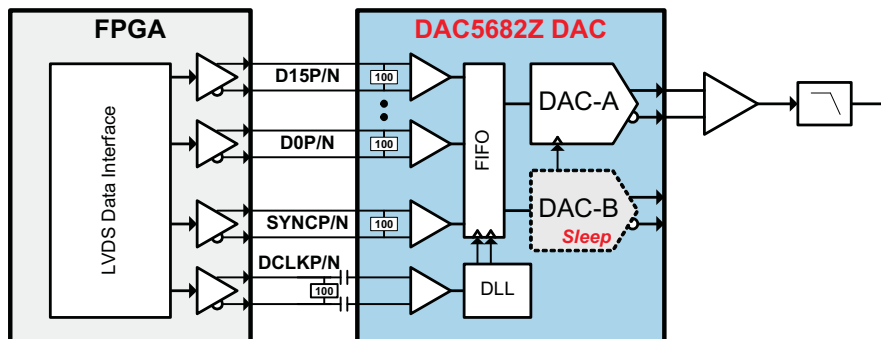 FPGA
DAC5682Z DAC
LVDS Data Interface
D15P/N
100
D0P/N
100
SYNCP/N
100
DCLKP/N
100
FIFO
DLL
DAC-A
DAC-B
Sleep